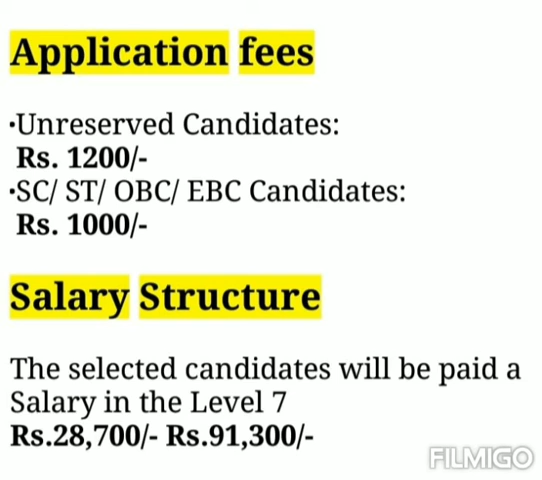 Application fees
·Unreserved Candidates:
Rs. 1200/-
·SC/ ST/ OBC/ EBC Candidates:
Rs. 1000/-
Salary Structure
The selected candidates will be paid a
Salary in the Level 7
Rs.28,700/- Rs.91,300/-
FILMIGO